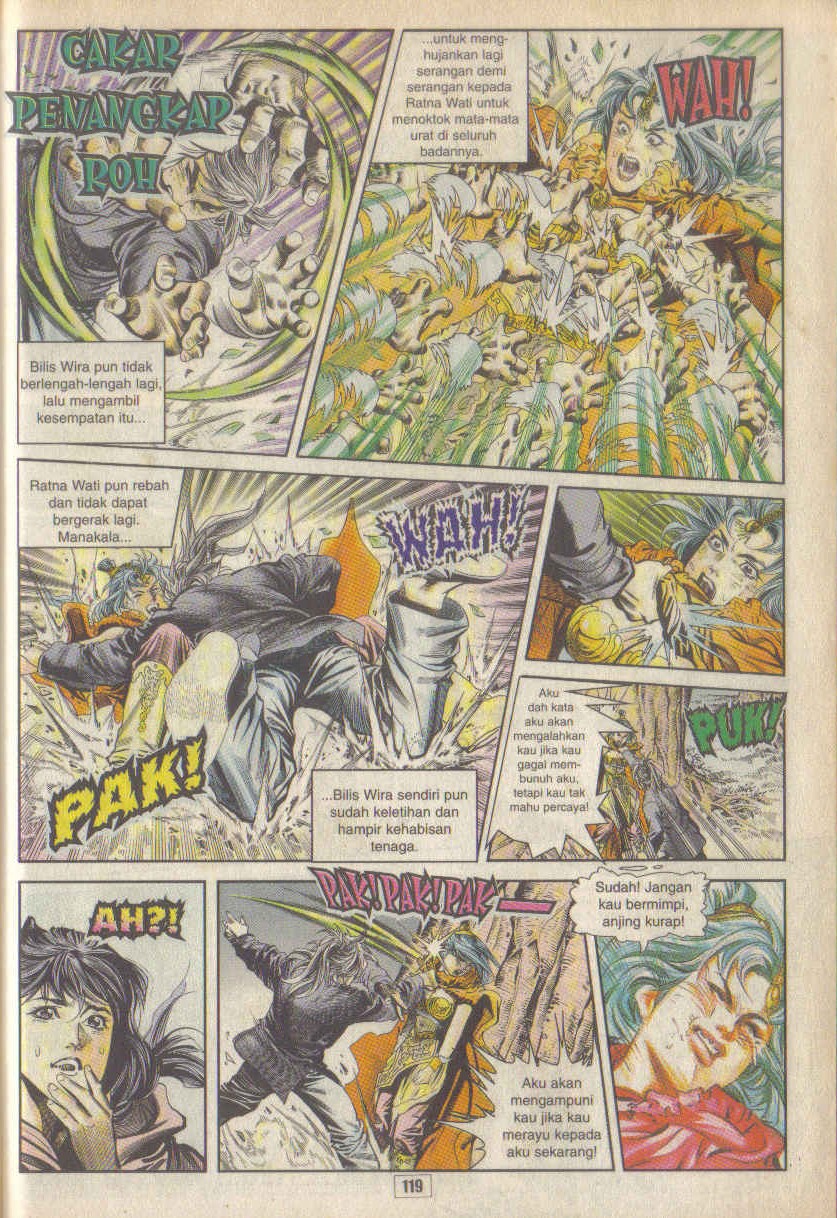 CAKAR
PENANGKAP
ROH
Bilis Wira pun tidak
berlengah-lengah lagi,
lalu mengambil
kesempatan itu...
...untuk meng-
hujankan lagi
serangan demi
serangan kepada
Ratna Wati untuk
menoktok mata-mata
urat di seluruh
badannya.
WAH!
Ratna Wati pun rebah
dan tidak dapat
bergerak lagi.
Manakala...
WAH!
PAK!
...Bilis Wira sendiri pun
sudah keletihan dan
hampir kehabisan
tenaga.
Aku
dah kata
aku akan
mengalahkan
kau jika kau
gagal mem-
bunuh aku,
tetapi kau tak
mahu percaya!
PUK!
AH?!
PAK!PAK!PAK
Aku akan
mengampuni
kau jika kau
merayu kepada
aku sekarang!
Sudah! Jangan
kau bermimpi,
anjing kurap!
119